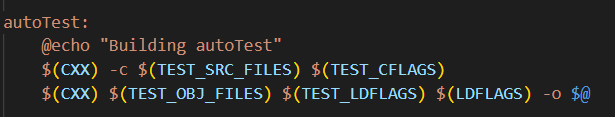 autoTest:
@echo "Building autoTest"
$(CXX) -c $(TEST_SRC_FILES) $(TEST_CFLAGS)
$(CXX) $(TEST_OBJ_FILES) $(TEST_LDFLAGS) $(LDFLAGS) -o $@